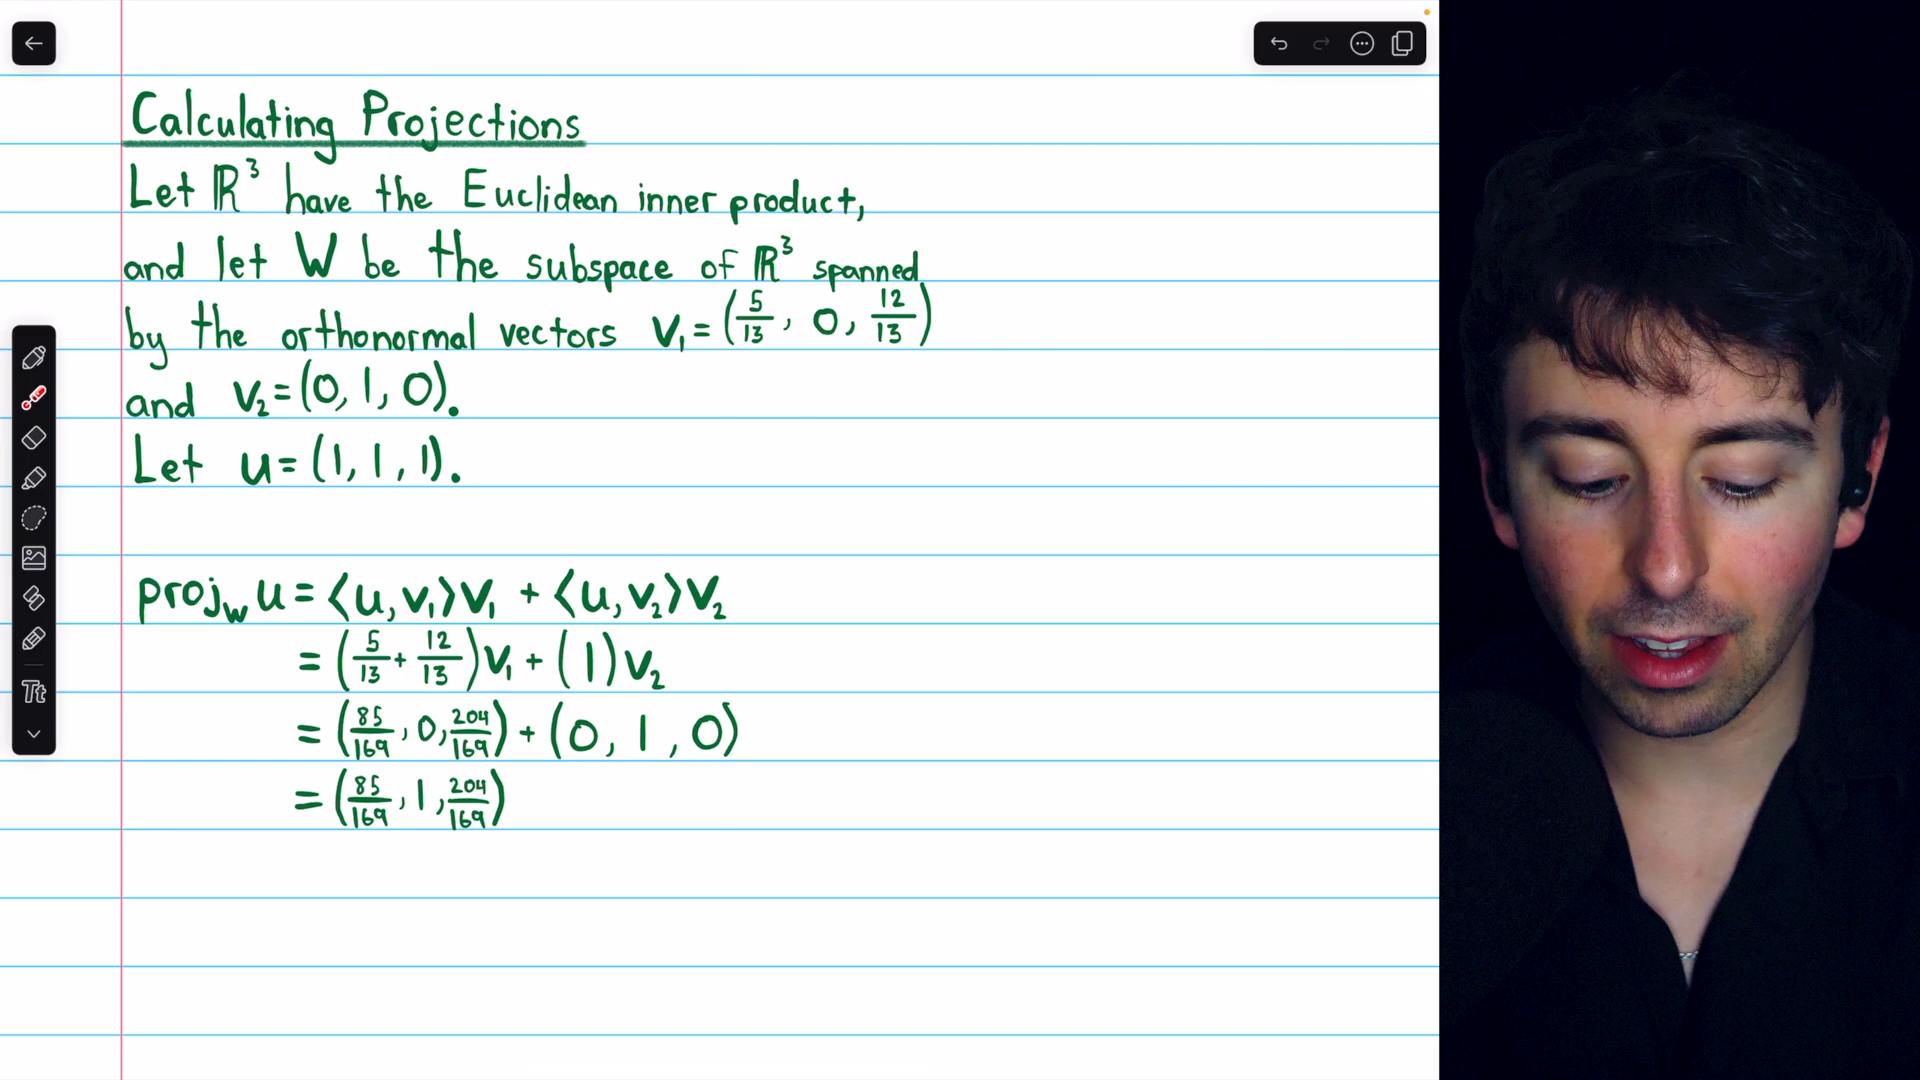 Calculating Projections
Let ℝ³ have the Euclidean inner product,
and let W be the subspace of ℝ³ spanned
by the orthonormal vectors v₁ = (5/13, 0, 12/13)
and v₂ = (0, 1, 0).
Let u = (1, 1, 1).
proj_W u = ⟨u, v₁⟩v₁ + ⟨u, v₂⟩v₂
= (5/13 + 12/13)v₁ + (1)v₂
= (85/169, 0, 204/169) + (0, 1, 0)
= (85/169, 1, 204/169)
Tt